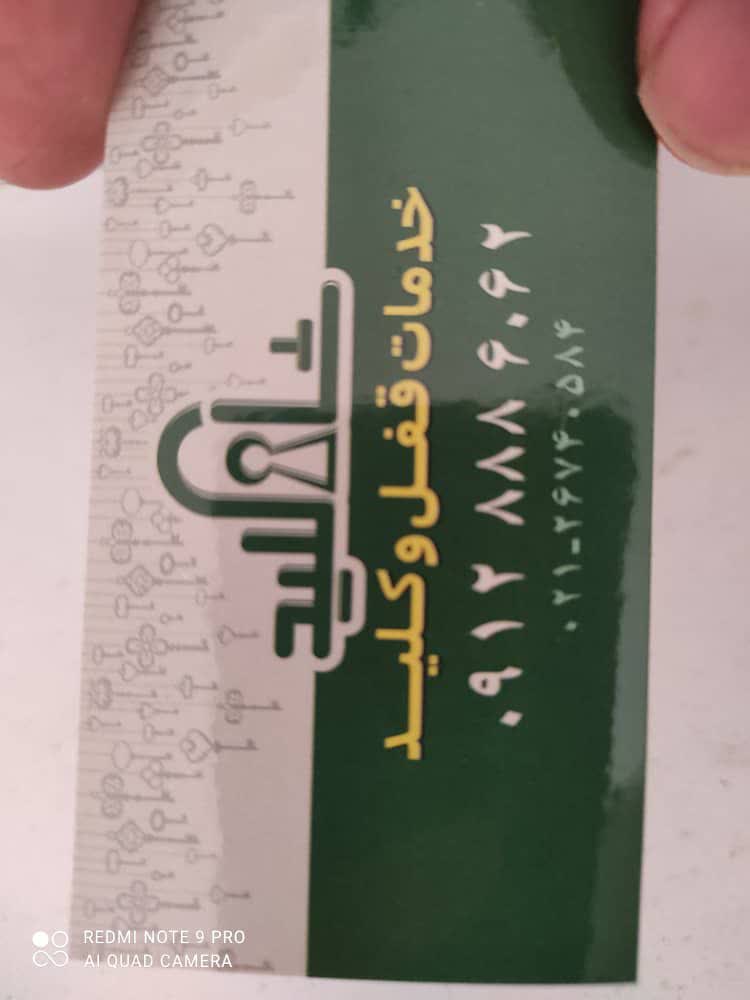 خدمات قفل و کلید
۰۹۱۲ ۸۸۸ ۶۰۶۲
۰۲۱-۲۶۷۴۰۵۸۴
REDMI NOTE 9 PRO
AI QUAD CAMERA